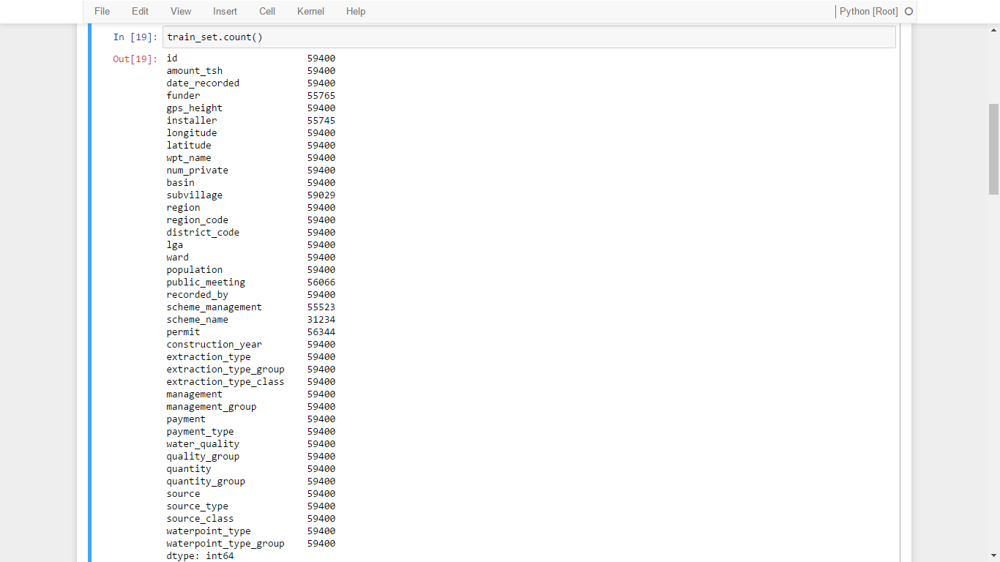 File Edit View Insert Cell Kernel Help Python [Root]
In [19]: train_set.count()
Out[19]: id 59400
amount_tsh 59400
date_recorded 59400
funder 55765
gps_height 59400
installer 55745
longitude 59400
latitude 59400
wpt_name 59400
num_private 59400
basin 59400
subvillage 59029
region 59400
region_code 59400
district_code 59400
lga 59400
ward 59400
population 59400
public_meeting 56066
recorded_by 59400
scheme_management 55523
scheme_name 31234
permit 56344
construction_year 59400
extraction_type 59400
extraction_type_group 59400
extraction_type_class 59400
management 59400
management_group 59400
payment 59400
payment_type 59400
water_quality 59400
quality_group 59400
quantity 59400
quantity_group 59400
source 59400
source_type 59400
source_class 59400
waterpoint_type 59400
waterpoint_type_group 59400
dtype: int64